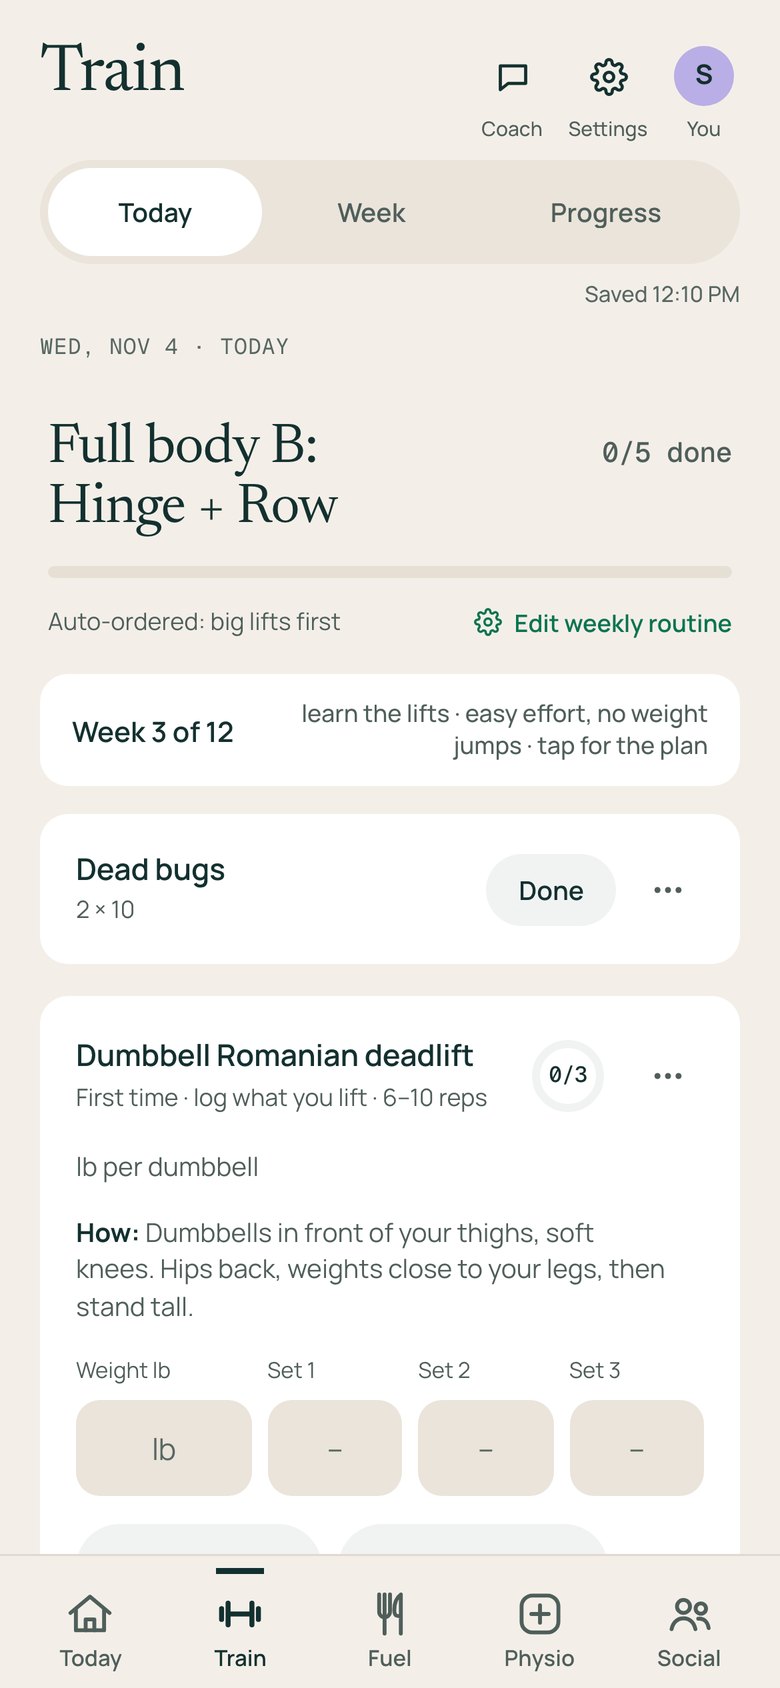 Train
Coach
Settings
S
You
Today
Week
Progress
Saved 12:10 PM
WED, NOV 4 · TODAY
Full body B:
Hinge + Row
0/5 done
Auto-ordered: big lifts first
Edit weekly routine
Week 3 of 12
learn the lifts · easy effort, no weight
jumps · tap for the plan
Dead bugs
2 × 10
Done
Dumbbell Romanian deadlift
First time · log what you lift · 6–10 reps
0/3
lb per dumbbell
How: Dumbbells in front of your thighs, soft
knees. Hips back, weights close to your legs, then
stand tall.
Weight lb
Set 1
Set 2
Set 3
lb
–
–
–
Today
Train
Fuel
Physio
Social